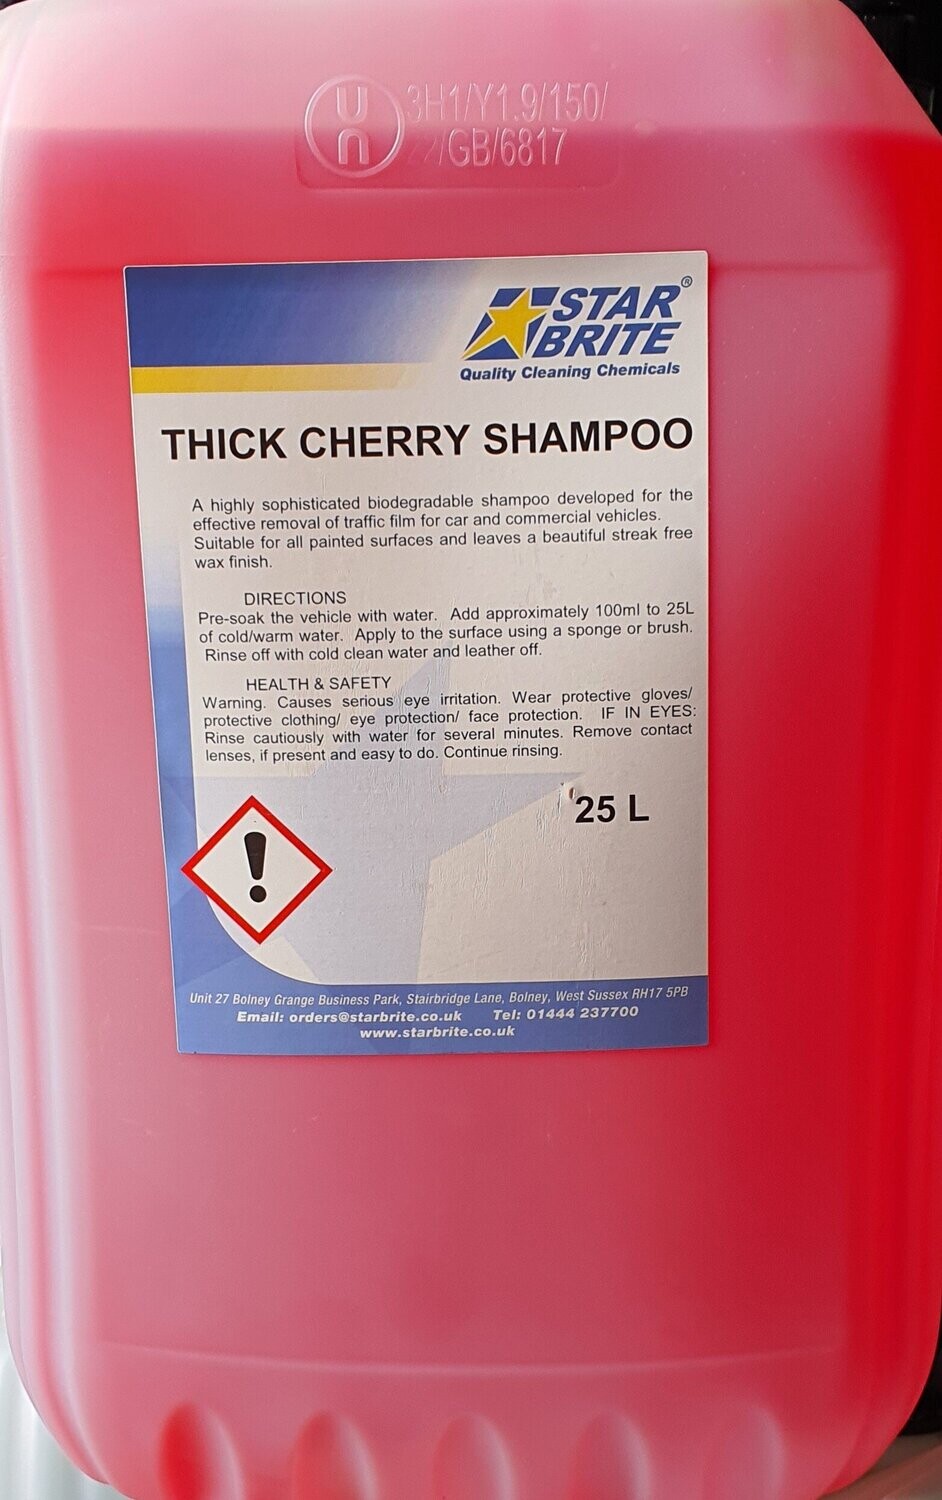 UN
3H1/Y1.9/150/
/GB/6817
STAR®
BRITE
Quality Cleaning Chemicals
THICK CHERRY SHAMPOO
A highly sophisticated biodegradable shampoo developed for the
effective removal of traffic film for car and commercial vehicles.
Suitable for all painted surfaces and leaves a beautiful streak free
wax finish.
DIRECTIONS
Pre-soak the vehicle with water. Add approximately 100ml to 25L
of cold/warm water. Apply to the surface using a sponge or brush.
Rinse off with cold clean water and leather off.
HEALTH & SAFETY
Warning. Causes serious eye irritation. Wear protective gloves/
protective clothing/ eye protection/ face protection. IF IN EYES:
Rinse cautiously with water for several minutes. Remove contact
lenses, if present and easy to do. Continue rinsing.
25 L
Unit 27 Bolney Grange Business Park, Stairbridge Lane, Bolney, West Sussex RH17 5PB
Email: orders@starbrite.co.uk Tel: 01444 237700
www.starbrite.co.uk